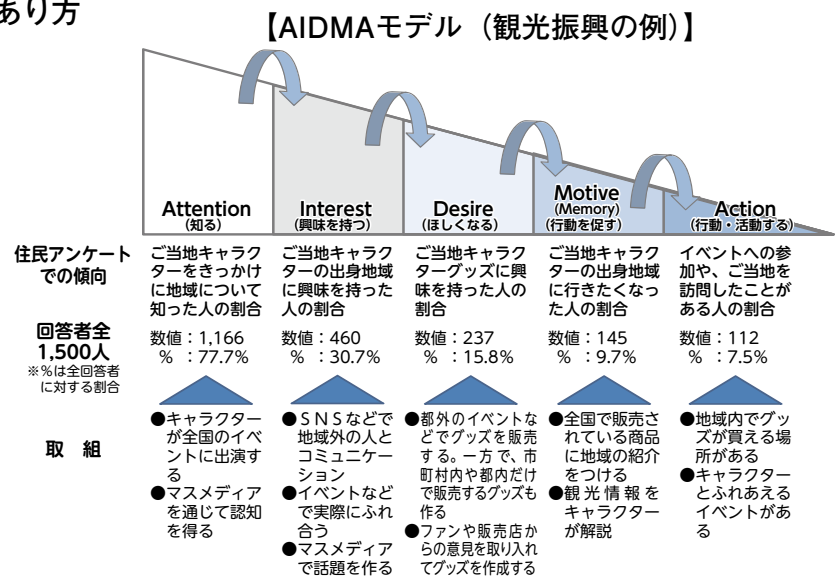 あり方
【AIDMAモデル（観光振興の例）】
Attention
（知る）
Interest
（興味を持つ）
Desire
（ほしくなる）
Motive
（Memory）
（行動を促す）
Action
（行動・活動する）
住民アンケート
での傾向
ご当地キャラク
ターをきっかけ
に地域について
知った人の割合
ご当地キャラク
ターの出身地域
に興味を持った
人の割合
ご当地キャラク
ターグッズに興
味を持った人の
割合
ご当地キャラク
ターの出身地域
に行きたくなっ
た人の割合
イベントへの参
加や、ご当地を
訪問したことが
ある人の割合
回答者全
1,500人
※％は全回答者
に対する割合
数値：1,166
％　：77.7%
数値：460
％　：30.7%
数値：237
％　：15.8%
数値：145
％　：9.7%
数値：112
％　：7.5%
取　組
●キャラクター
が全国のイベ
ントに出演す
る
●マスメディア
を通じて認知
を得る
●ＳＮＳなどで
地域外の人と
コミュニケー
ション
●イベントなど
で実際にふれ
合う
●マスメディア
で話題を作る
●都外のイベントな
どでグッズを販売
する。一方で、市
町村内や都内だけ
で販売するグッズも
作る
●ファンや販売店か
らの意見を取り入れ
てグッズを作成する
●全国で販売さ
れている商品
に地域の紹介
をつける
●観光情報を
キャラクター
が解説
●地域内でグッ
ズが買える場
所がある
●キャラクター
とふれあえる
イベントがあ
る